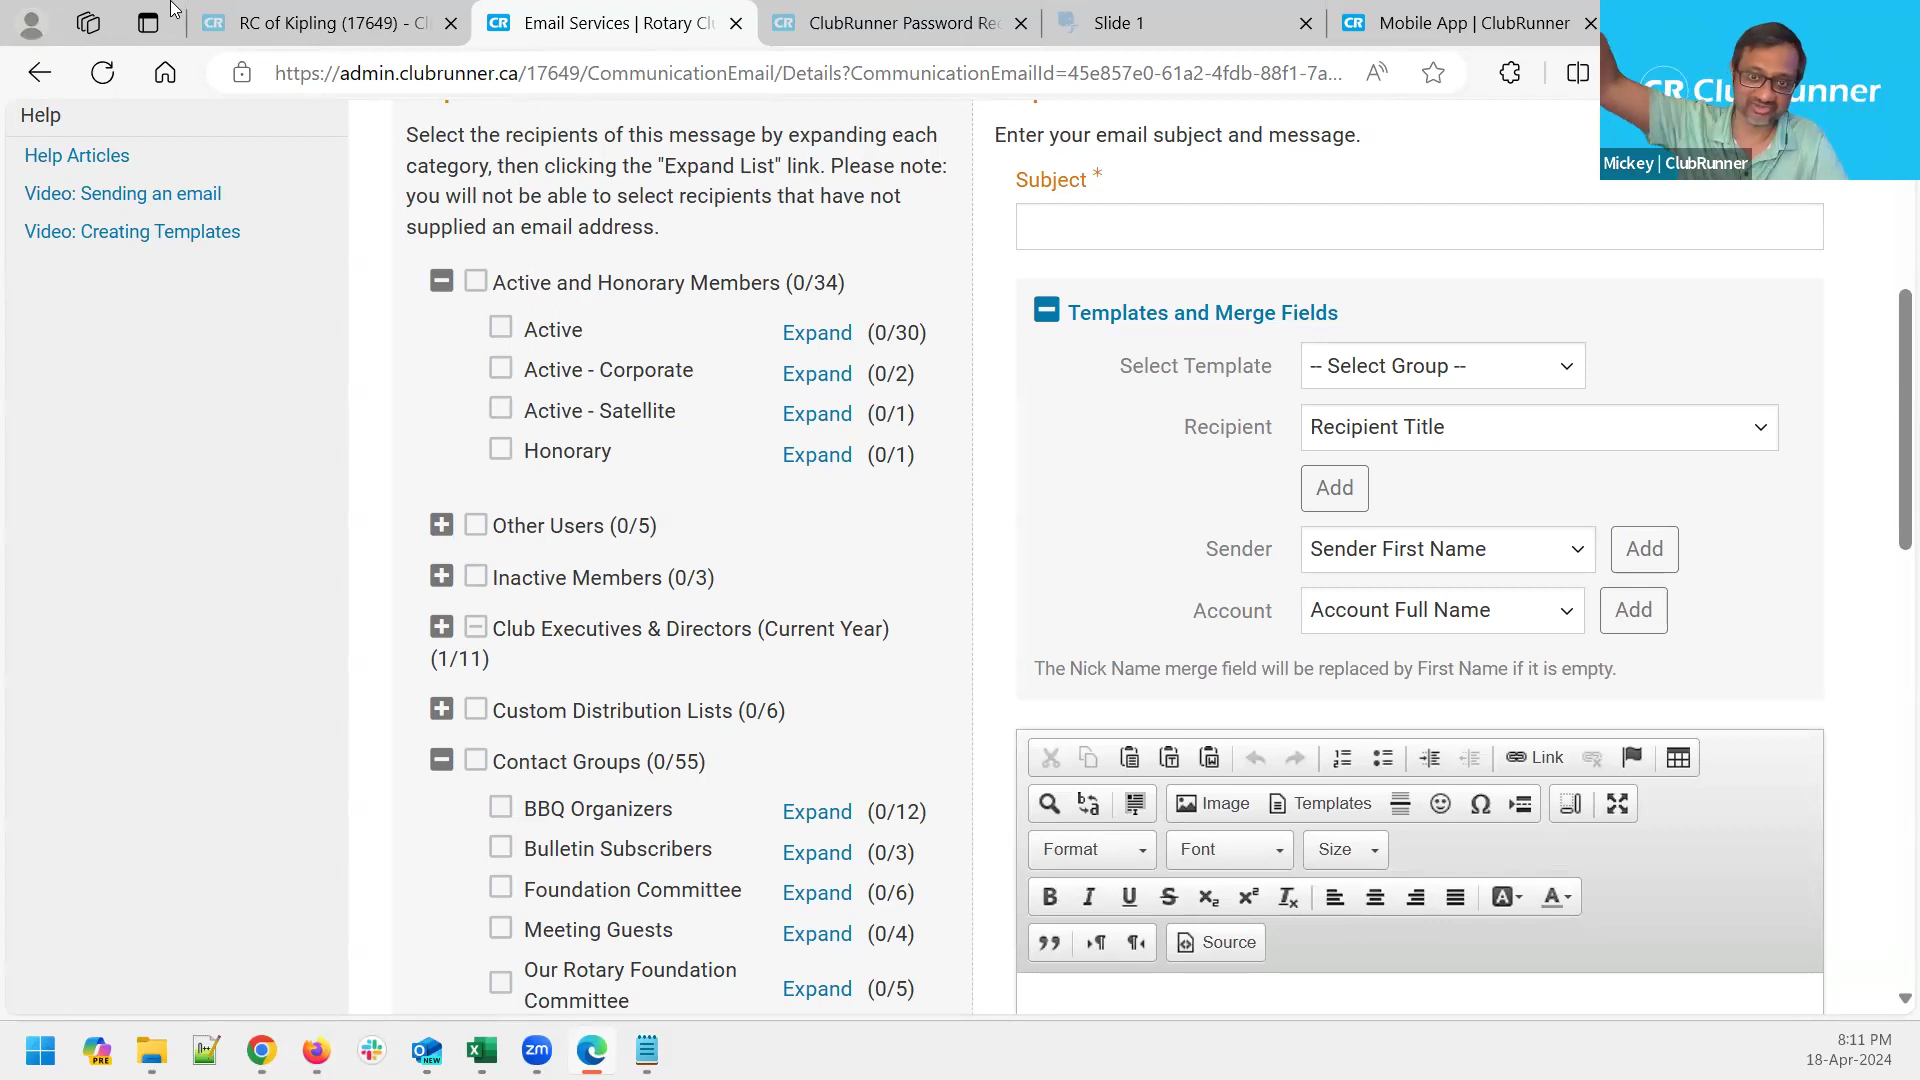 RC of Kipling (17649) - Cl
Email Services | Rotary Clu
ClubRunner Password Rec
Slide 1
Mobile App | ClubRunner
https://admin.clubrunner.ca/17649/CommunicationEmail/Details?CommunicationEmailId=45e857e0-61a2-4fdb-88f1-7a...
Mickey | ClubRunner
Help
Help Articles
Video: Sending an email
Video: Creating Templates
Select the recipients of this message by expanding each
category, then clicking the "Expand List" link. Please note:
you will not be able to select recipients that have not
supplied an email address.
Active and Honorary Members (0/34)
Active Expand (0/30)
Active - Corporate Expand (0/2)
Active - Satellite Expand (0/1)
Honorary Expand (0/1)
Other Users (0/5)
Inactive Members (0/3)
Club Executives & Directors (Current Year)
(1/11)
Custom Distribution Lists (0/6)
Contact Groups (0/55)
BBQ Organizers Expand (0/12)
Bulletin Subscribers Expand (0/3)
Foundation Committee Expand (0/6)
Meeting Guests Expand (0/4)
Our Rotary Foundation
Committee Expand (0/5)
Enter your email subject and message.
Subject *
Templates and Merge Fields
Select Template -- Select Group --
Recipient Recipient Title
Add
Sender Sender First Name Add
Account Account Full Name Add
The Nick Name merge field will be replaced by First Name if it is empty.
Link
Image Templates
Format Font Size
Source
8:11 PM
18-Apr-2024